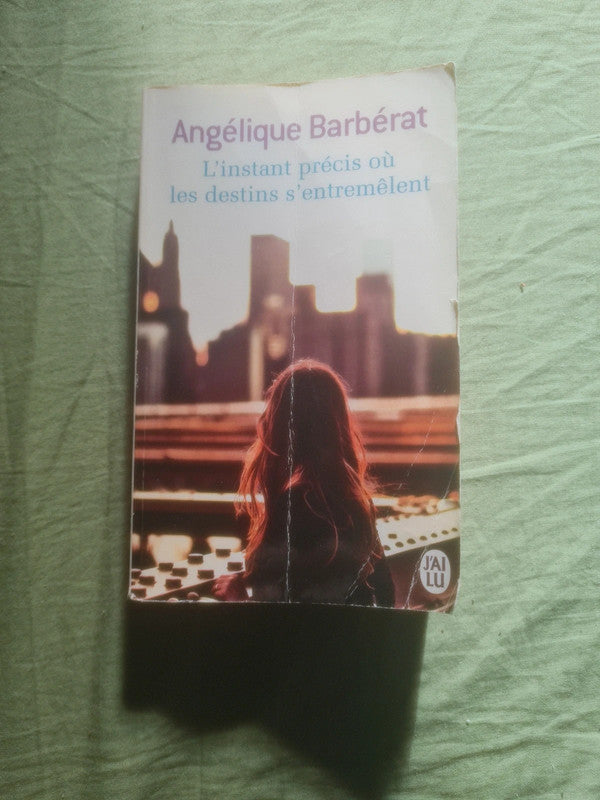 Angélique Barbérat
L'instant précis où
les destins s'entremêlent
J'AI
LU